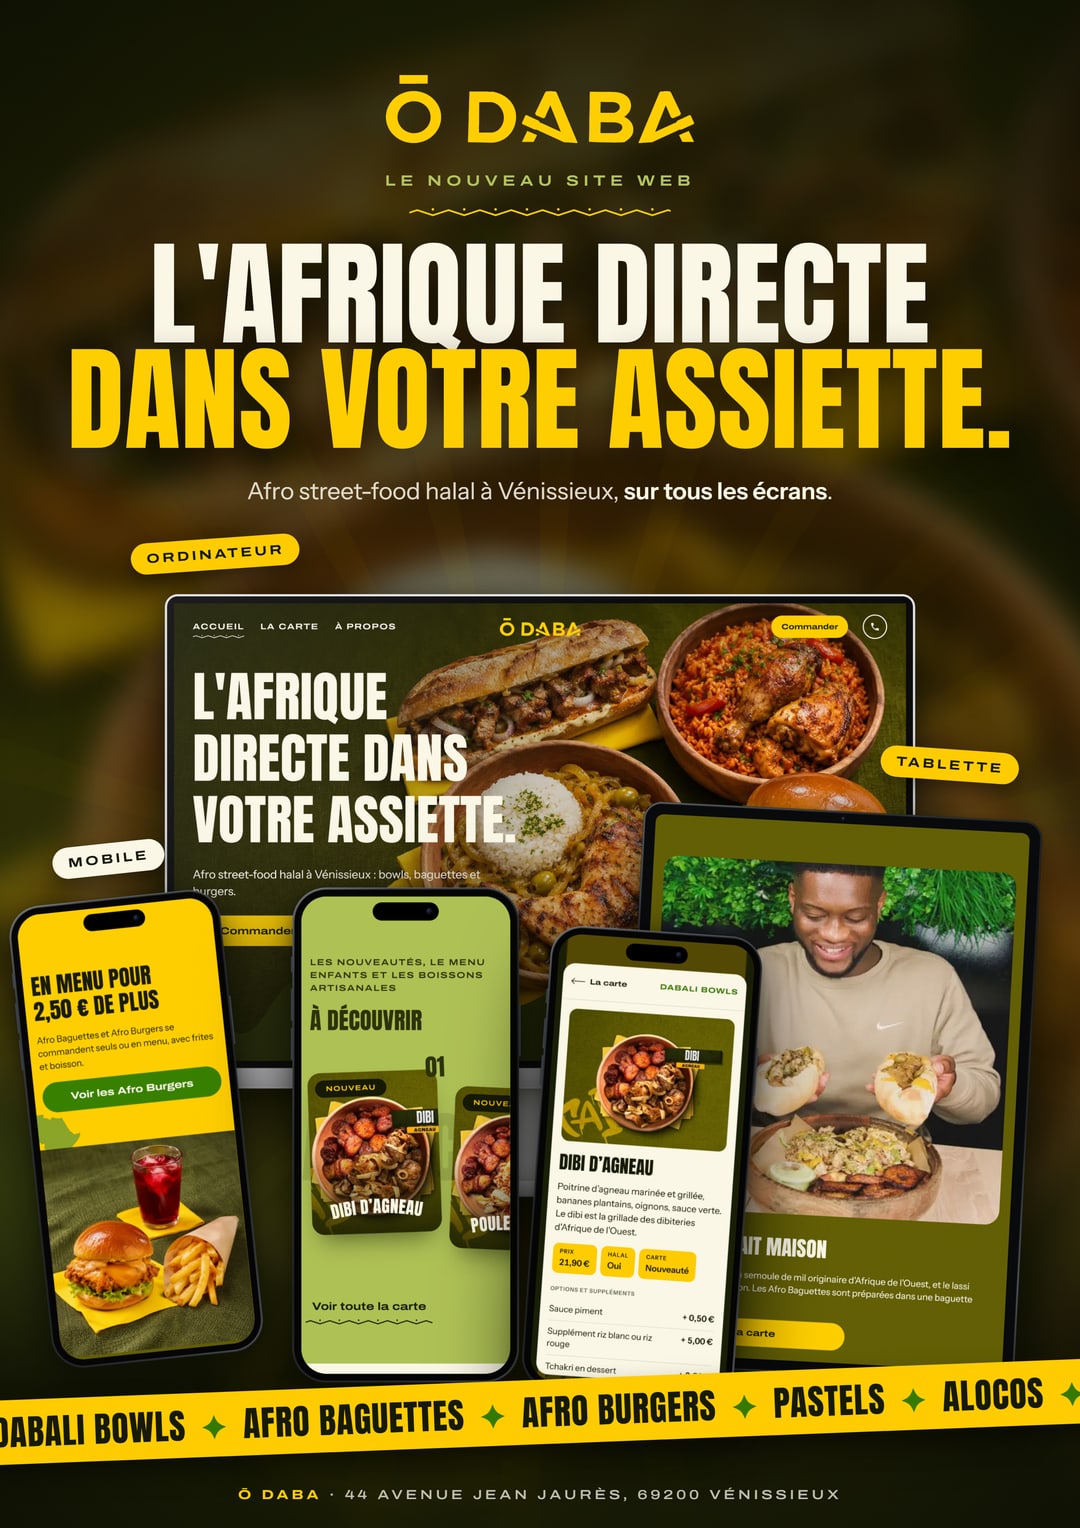 Ō DABA
LE NOUVEAU SITE WEB
L'AFRIQUE DIRECTE
DANS VOTRE ASSIETTE.
Afro street-food halal à Vénissieux, sur tous les écrans.
ORDINATEUR
ACCUEIL LA CARTE À PROPOS
Ō DABA
Commander
L'AFRIQUE
DIRECTE DANS
VOTRE ASSIETTE.
Afro street-food halal à Vénissieux : bowls, baguettes et
burgers.
Commander
TABLETTE
MOBILE
EN MENU POUR
2,50 € DE PLUS
Afro Baguettes et Afro Burgers se
commandent seuls ou en menu, avec frites
et boisson.
Voir les Afro Burgers
LES NOUVEAUTÉS, LE MENU
ENFANTS ET LES BOISSONS
ARTISANALES
À DÉCOUVRIR
01
NOUVEAU
DIBI
AGNEAU
DIBI D'AGNEAU
NOUVE
POULE
Voir toute la carte
La carte
DABALI BOWLS
DIBI
AGNEAU
DIBI D'AGNEAU
Poitrine d'agneau marinée et grillée,
bananes plantains, oignons, sauce verte.
Le dibi est la grillade des dibiteries
d'Afrique de l'Ouest.
PRIX
21,90 €
HALAL
Oui
CARTE
Nouveauté
OPTIONS ET SUPPLÉMENTS
Sauce piment + 0,50 €
Supplément riz blanc ou riz
rouge + 5,00 €
Tchakri en dessert
AIT MAISON
semoule de mil originaire d'Afrique de l'Ouest, et le lassi
on. Les Afro Baguettes sont préparées dans une baguette
a carte
DABALI BOWLS ✦ AFRO BAGUETTES ✦ AFRO BURGERS ✦ PASTELS ✦ ALOCOS ✦
Ō DABA · 44 AVENUE JEAN JAURÈS, 69200 VÉNISSIEUX